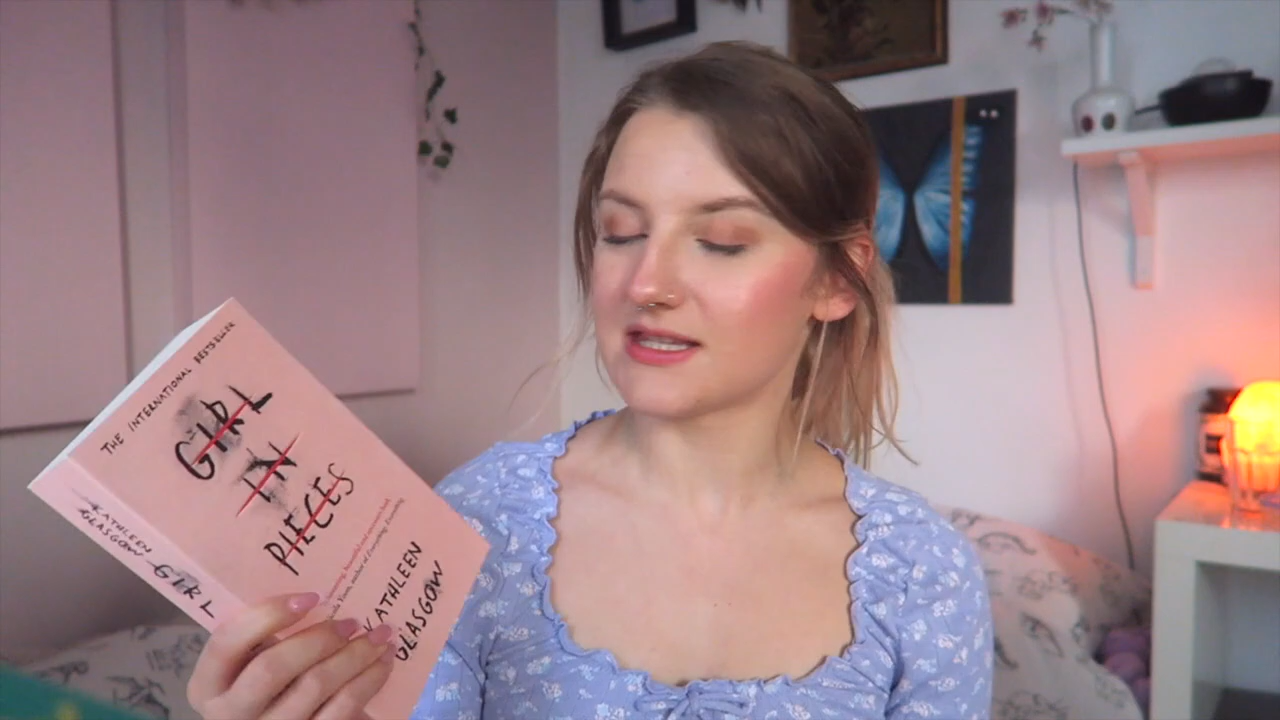 THE INTERNATIONAL BESTSELLER
GIRL
IN
PIECES
KATHLEEN
GLASGOW
KATHLEEN
GLASGOW
GIRL